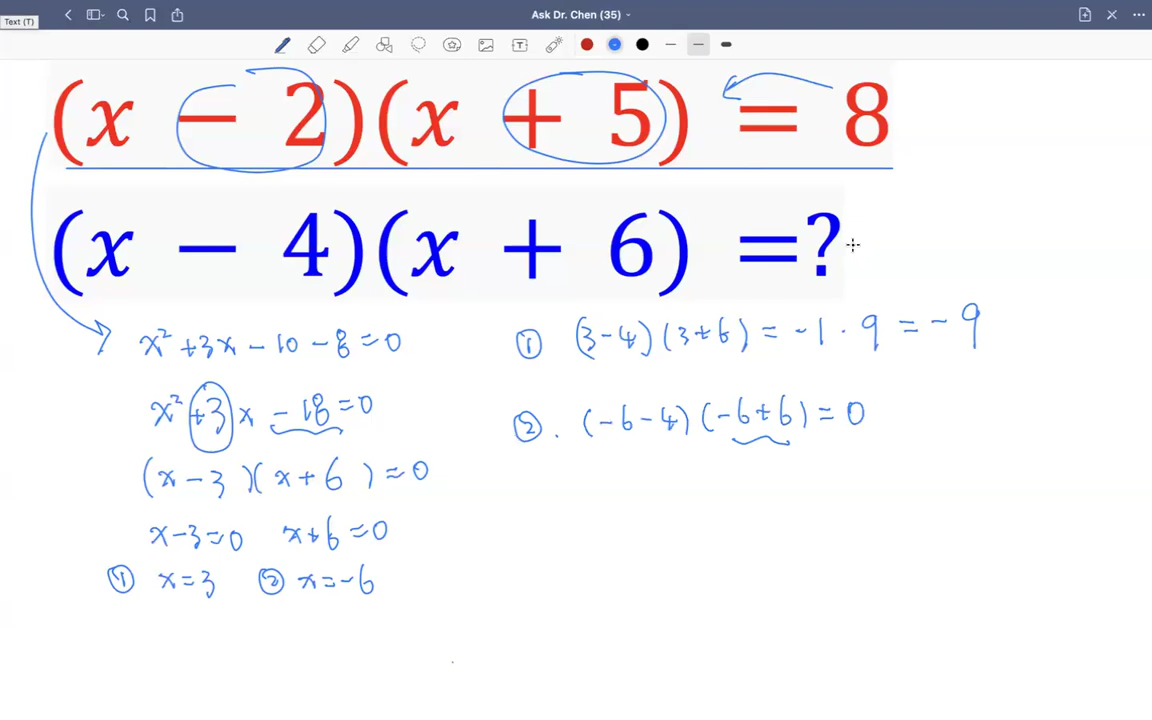 Text (T)
Ask Dr. Chen (35)
(x − 2)(x + 5) = 8
(x − 4)(x + 6) =?
x² + 3x − 10 − 8 = 0
x² + 3x − 18 = 0
(x − 3)(x + 6) = 0
x − 3 = 0 x + 6 = 0
① x = 3 ② x = −6
① (3 − 4)(3 + 6) = −1 · 9 = −9
②. (−6 − 4)(−6 + 6) = 0